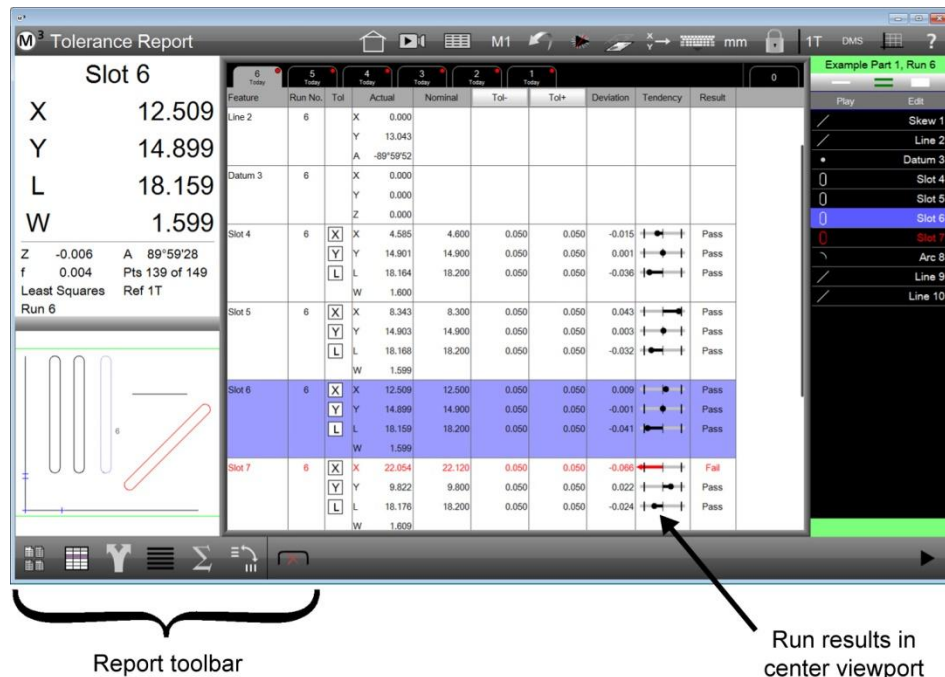 M³
M³ Tolerance Report
M1
mm
1T
DMS
?
Slot 6
X 12.509
Y 14.899
L 18.159
W 1.599
Z -0.006 A 89°59'28
f 0.004 Pts 139 of 149
Least Squares Ref 1T
Run 6
6
6 Today 5 Today 4 Today 3 Today 2 Today 1 Today 0
Feature Run No. Tol Actual Nominal Tol- Tol+ Deviation Tendency Result
Line 2 6 X 0.000
Y 13.043
A -89°59'52
Datum 3 6 X 0.000
Y 0.000
Z 0.000
Slot 4 6 X X 4.585 4.600 0.050 0.050 -0.015 Pass
Y Y 14.901 14.900 0.050 0.050 0.001 Pass
L L 18.164 18.200 0.050 0.050 -0.036 Pass
W 1.600
Slot 5 6 X X 8.343 8.300 0.050 0.050 0.043 Pass
Y Y 14.903 14.900 0.050 0.050 0.003 Pass
L L 18.168 18.200 0.050 0.050 -0.032 Pass
W 1.599
Slot 6 6 X X 12.509 12.500 0.050 0.050 0.009 Pass
Y Y 14.899 14.900 0.050 0.050 -0.001 Pass
L L 18.159 18.200 0.050 0.050 -0.041 Pass
W 1.599
Slot 7 6 X X 22.054 22.120 0.050 0.050 -0.066 Fail
Y Y 9.822 9.800 0.050 0.050 0.022 Pass
L L 18.176 18.200 0.050 0.050 -0.024 Pass
W 1.609
Example Part 1, Run 6
Play Edit
Skew 1
Line 2
Datum 3
Slot 4
Slot 5
Slot 6
Slot 7
Arc 8
Line 9
Line 10
Report toolbar
Run results in
center viewport